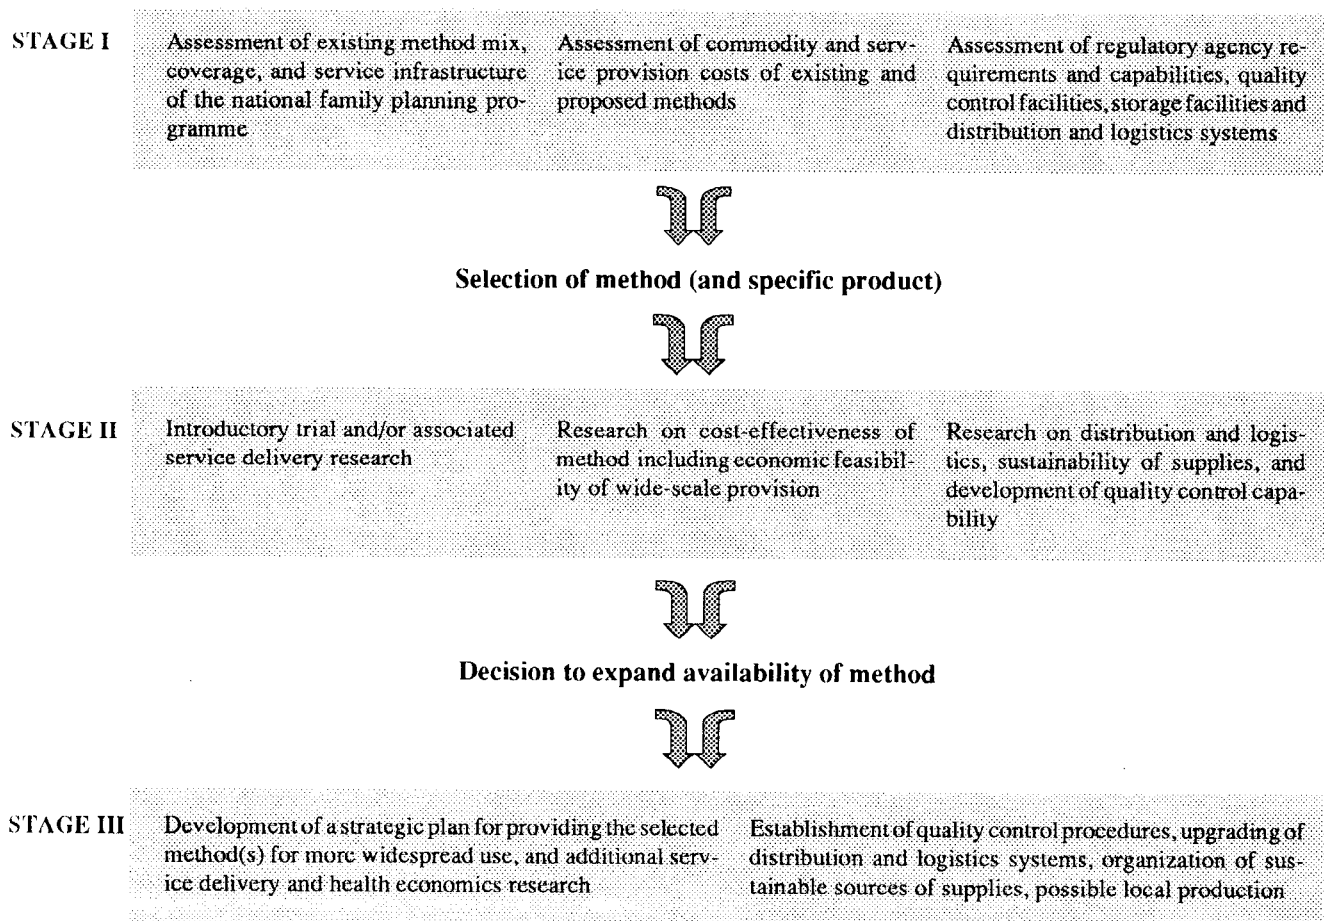 STAGE I
Assessment of existing method mix,
coverage, and service infrastructure
of the national family planning pro-
gramme
Assessment of commodity and serv-
ice provision costs of existing and
proposed methods
Assessment of regulatory agency re-
quirements and capabilities, quality
control facilities, storage facilities and
distribution and logistics systems
Selection of method (and specific product)
STAGE II
Introductory trial and/or associated
service delivery research
Research on cost-effectiveness of
method including economic feasibil-
ity of wide-scale provision
Research on distribution and logis-
tics, sustainability of supplies, and
development of quality control capa-
bility
Decision to expand availability of method
STAGE III
Development of a strategic plan for providing the selected
method(s) for more widespread use, and additional serv-
ice delivery and health economics research
Establishment of quality control procedures, upgrading of
distribution and logistics systems, organization of sus-
tainable sources of supplies, possible local production